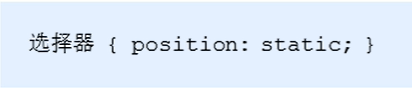 选择器 { position: static; }